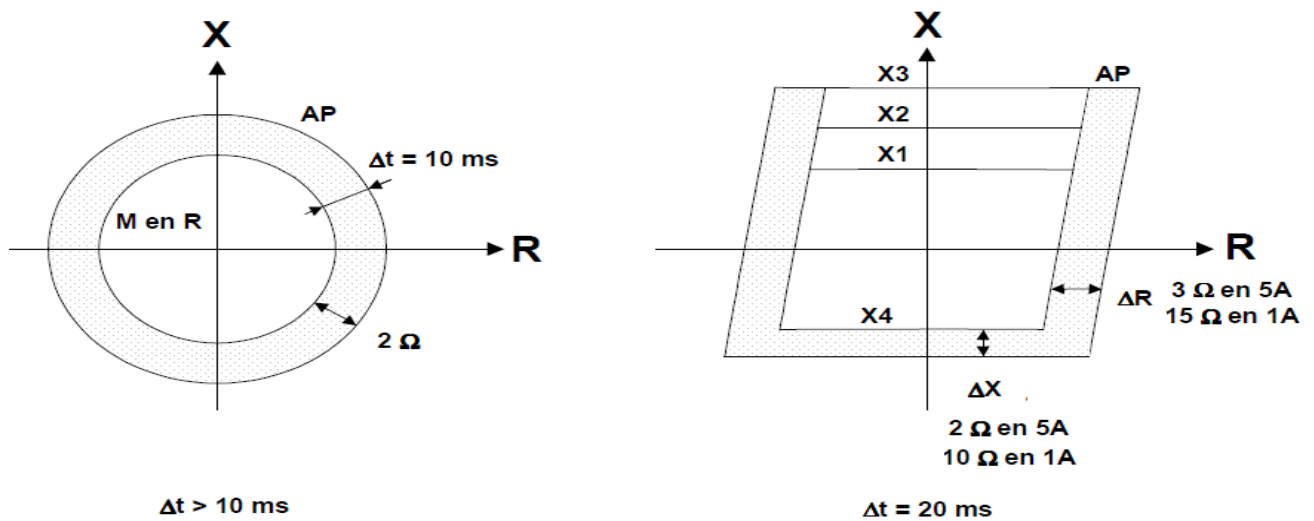 X
AP
Δt = 10 ms
M en R
R
2 Ω
Δt > 10 ms
X
X3
AP
X2
X1
R
X4
ΔR
3 Ω en 5A
15 Ω en 1A
ΔX
2 Ω en 5A
10 Ω en 1A
Δt = 20 ms